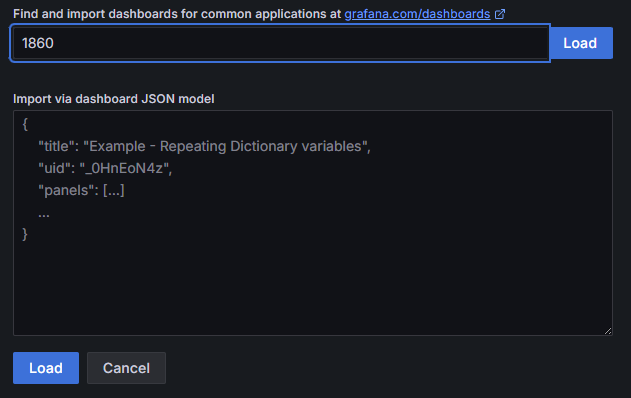 Find and import dashboards for common applications at grafana.com/dashboards
1860
Load
Import via dashboard JSON model
{
"title": "Example - Repeating Dictionary variables",
"uid": "_0HnEoN4z",
"panels": [...]
...
}
Load
Cancel